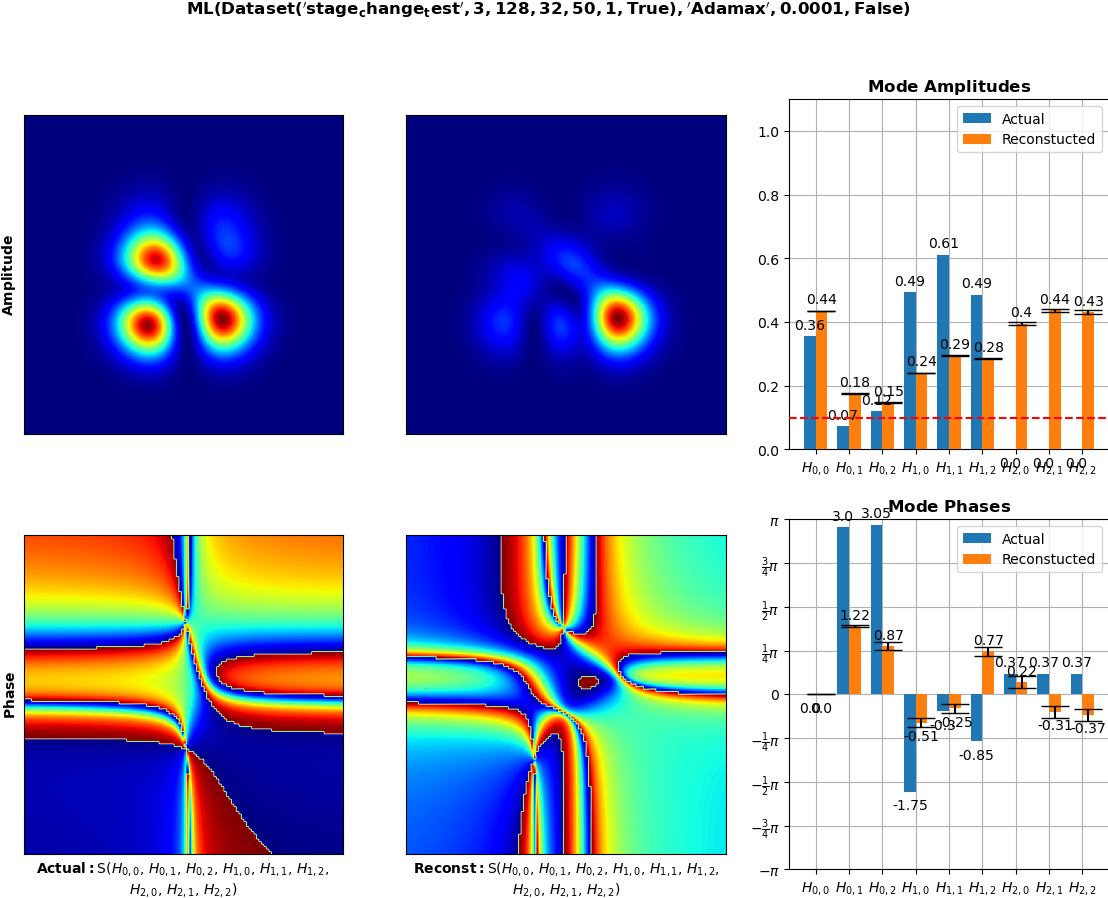 ML(Dataset('stage_change_test', 3, 128, 32, 50, 1, True), 'Adamax', 0.0001, False)
Amplitude
Mode Amplitudes
Actual
Reconstucted
1.0
0.8
0.6
0.4
0.2
0.0
0.36
0.44
0.07
0.18
0.12
0.15
0.49
0.24
0.61
0.29
0.49
0.28
0.0
0.4
0.0
0.44
0.0
0.43
H0,0 H0,1 H0,2 H1,0 H1,1 H1,2 H2,0 H2,1 H2,2
Phase
Mode Phases
Actual
Reconstucted
π
3/4π
1/2π
1/4π
0
−1/4π
−1/2π
−3/4π
−π
0.0
0.0
3.0
1.22
3.05
0.87
-1.75
-0.51
-0.3
-0.25
-0.85
0.77
0.37
0.22
0.37
-0.31
0.37
-0.37
H0,0 H0,1 H0,2 H1,0 H1,1 H1,2 H2,0 H2,1 H2,2
Actual: S(H0,0, H0,1, H0,2, H1,0, H1,1, H1,2,
H2,0, H2,1, H2,2)
Reconst: S(H0,0, H0,1, H0,2, H1,0, H1,1, H1,2,
H2,0, H2,1, H2,2)